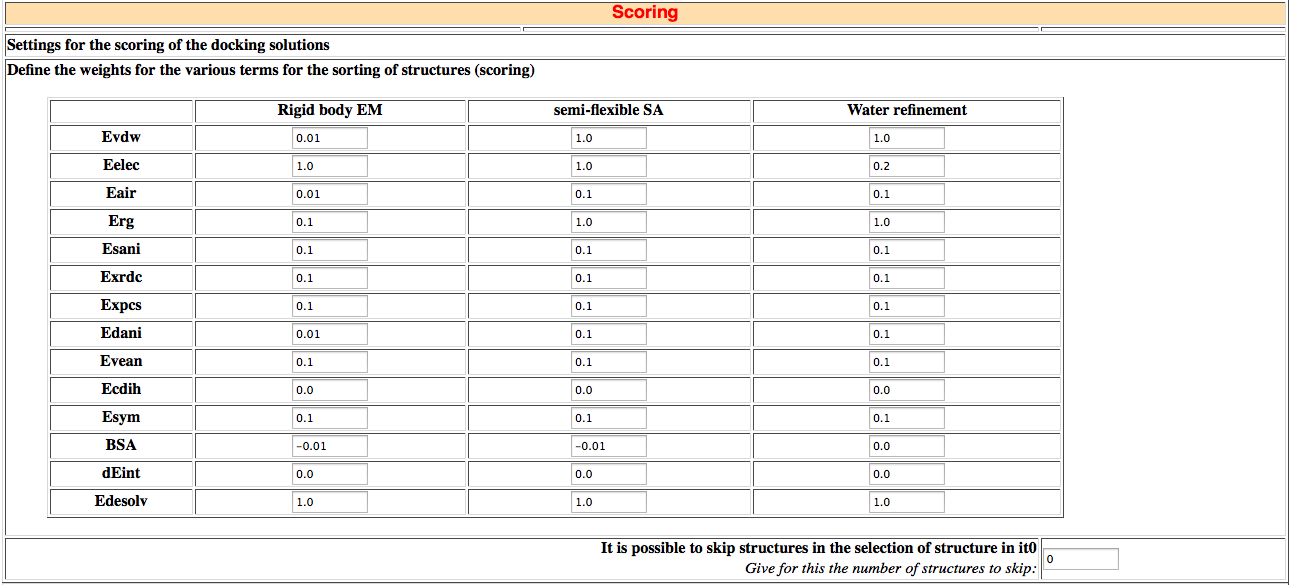 Scoring
Settings for the scoring of the docking solutions
Define the weights for the various terms for the sorting of structures (scoring)
Rigid body EM semi-flexible SA Water refinement
Evdw 0.01 1.0 1.0
Eelec 1.0 1.0 0.2
Eair 0.01 0.1 0.1
Erg 0.1 1.0 1.0
Esani 0.1 0.1 0.1
Exrdc 0.1 0.1 0.1
Expcs 0.1 0.1 0.1
Edani 0.01 0.1 0.1
Evean 0.1 0.1 0.1
Ecdih 0.0 0.0 0.0
Esym 0.1 0.1 0.1
BSA -0.01 -0.01 0.0
dEint 0.0 0.0 0.0
Edesolv 1.0 1.0 1.0
It is possible to skip structures in the selection of structure in it0
Give for this the number of structures to skip: 0